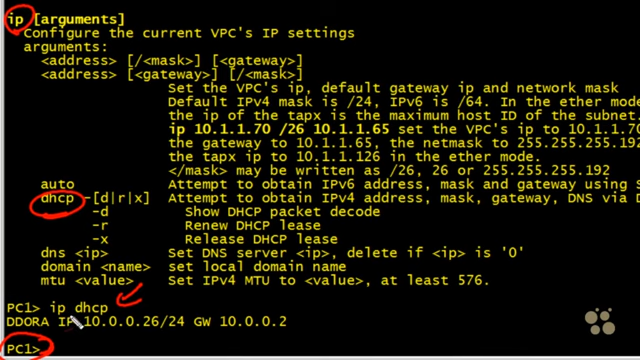 ip [arguments]
Configure the current VPC's IP settings
arguments:
<address> [/<mask>] [<gateway>]
<address> [<gateway>] [/<mask>]
Set the VPC's ip, default gateway ip and network mask
Default IPv4 mask is /24, IPv6 is /64. In the ether mode
the ip of the tapx is the maximum host ID of the subnet.
ip 10.1.1.70 /26 10.1.1.65 set the VPC's ip to 10.1.1.70
the gateway to 10.1.1.65, the netmask to 255.255.255.192
the tapx ip to 10.1.1.126 in the ether mode.
</mask> may be written as /26, 26 or 255.255.255.192
auto Attempt to obtain IPv6 address, mask and gateway using S
dhcp -[d|r|x] Attempt to obtain IPv4 address, mask, gateway, DNS via D
-d Show DHCP packet decode
-r Renew DHCP lease
-x Release DHCP lease
dns <ip> Set DNS server <ip>, delete if <ip> is '0'
domain <name> set local domain name
mtu <value> Set IPv4 MTU to <value>, at least 576.
PC1> ip dhcp
DDORA IP 10.0.0.26/24 GW 10.0.0.2
PC1>